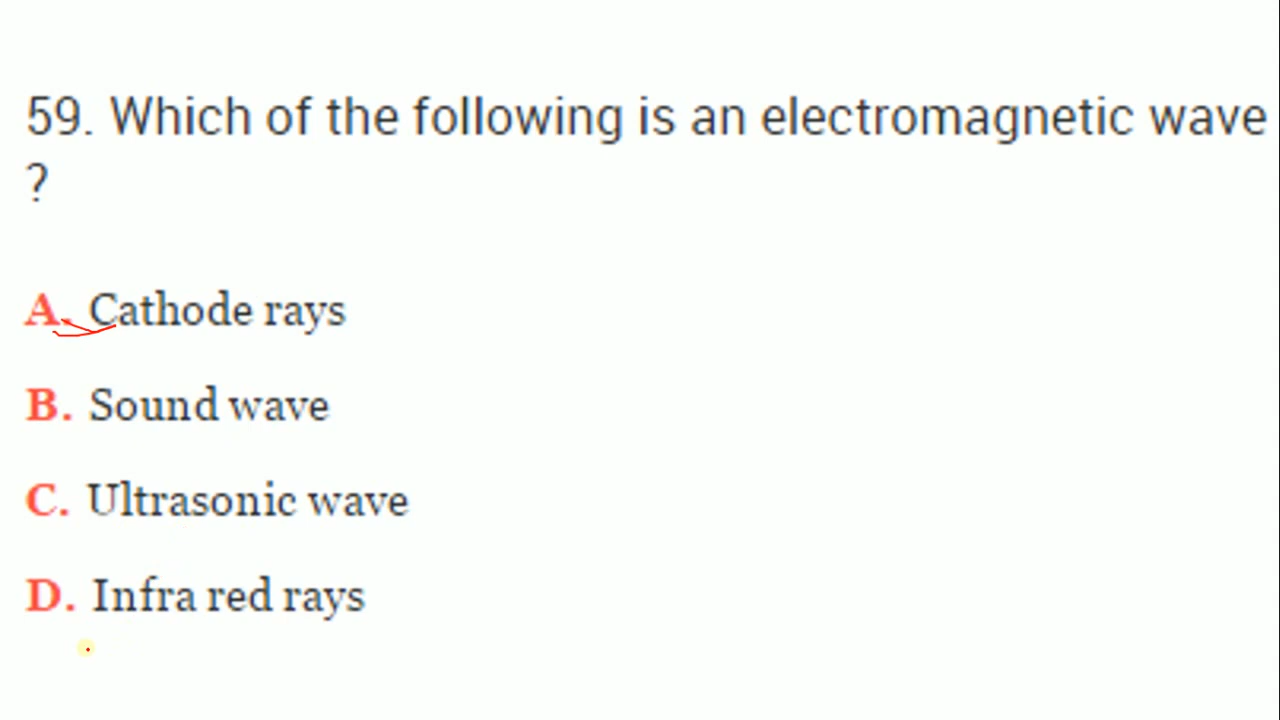 59. Which of the following is an electromagnetic wave
?
A. Cathode rays
B. Sound wave
C. Ultrasonic wave
D. Infra red rays